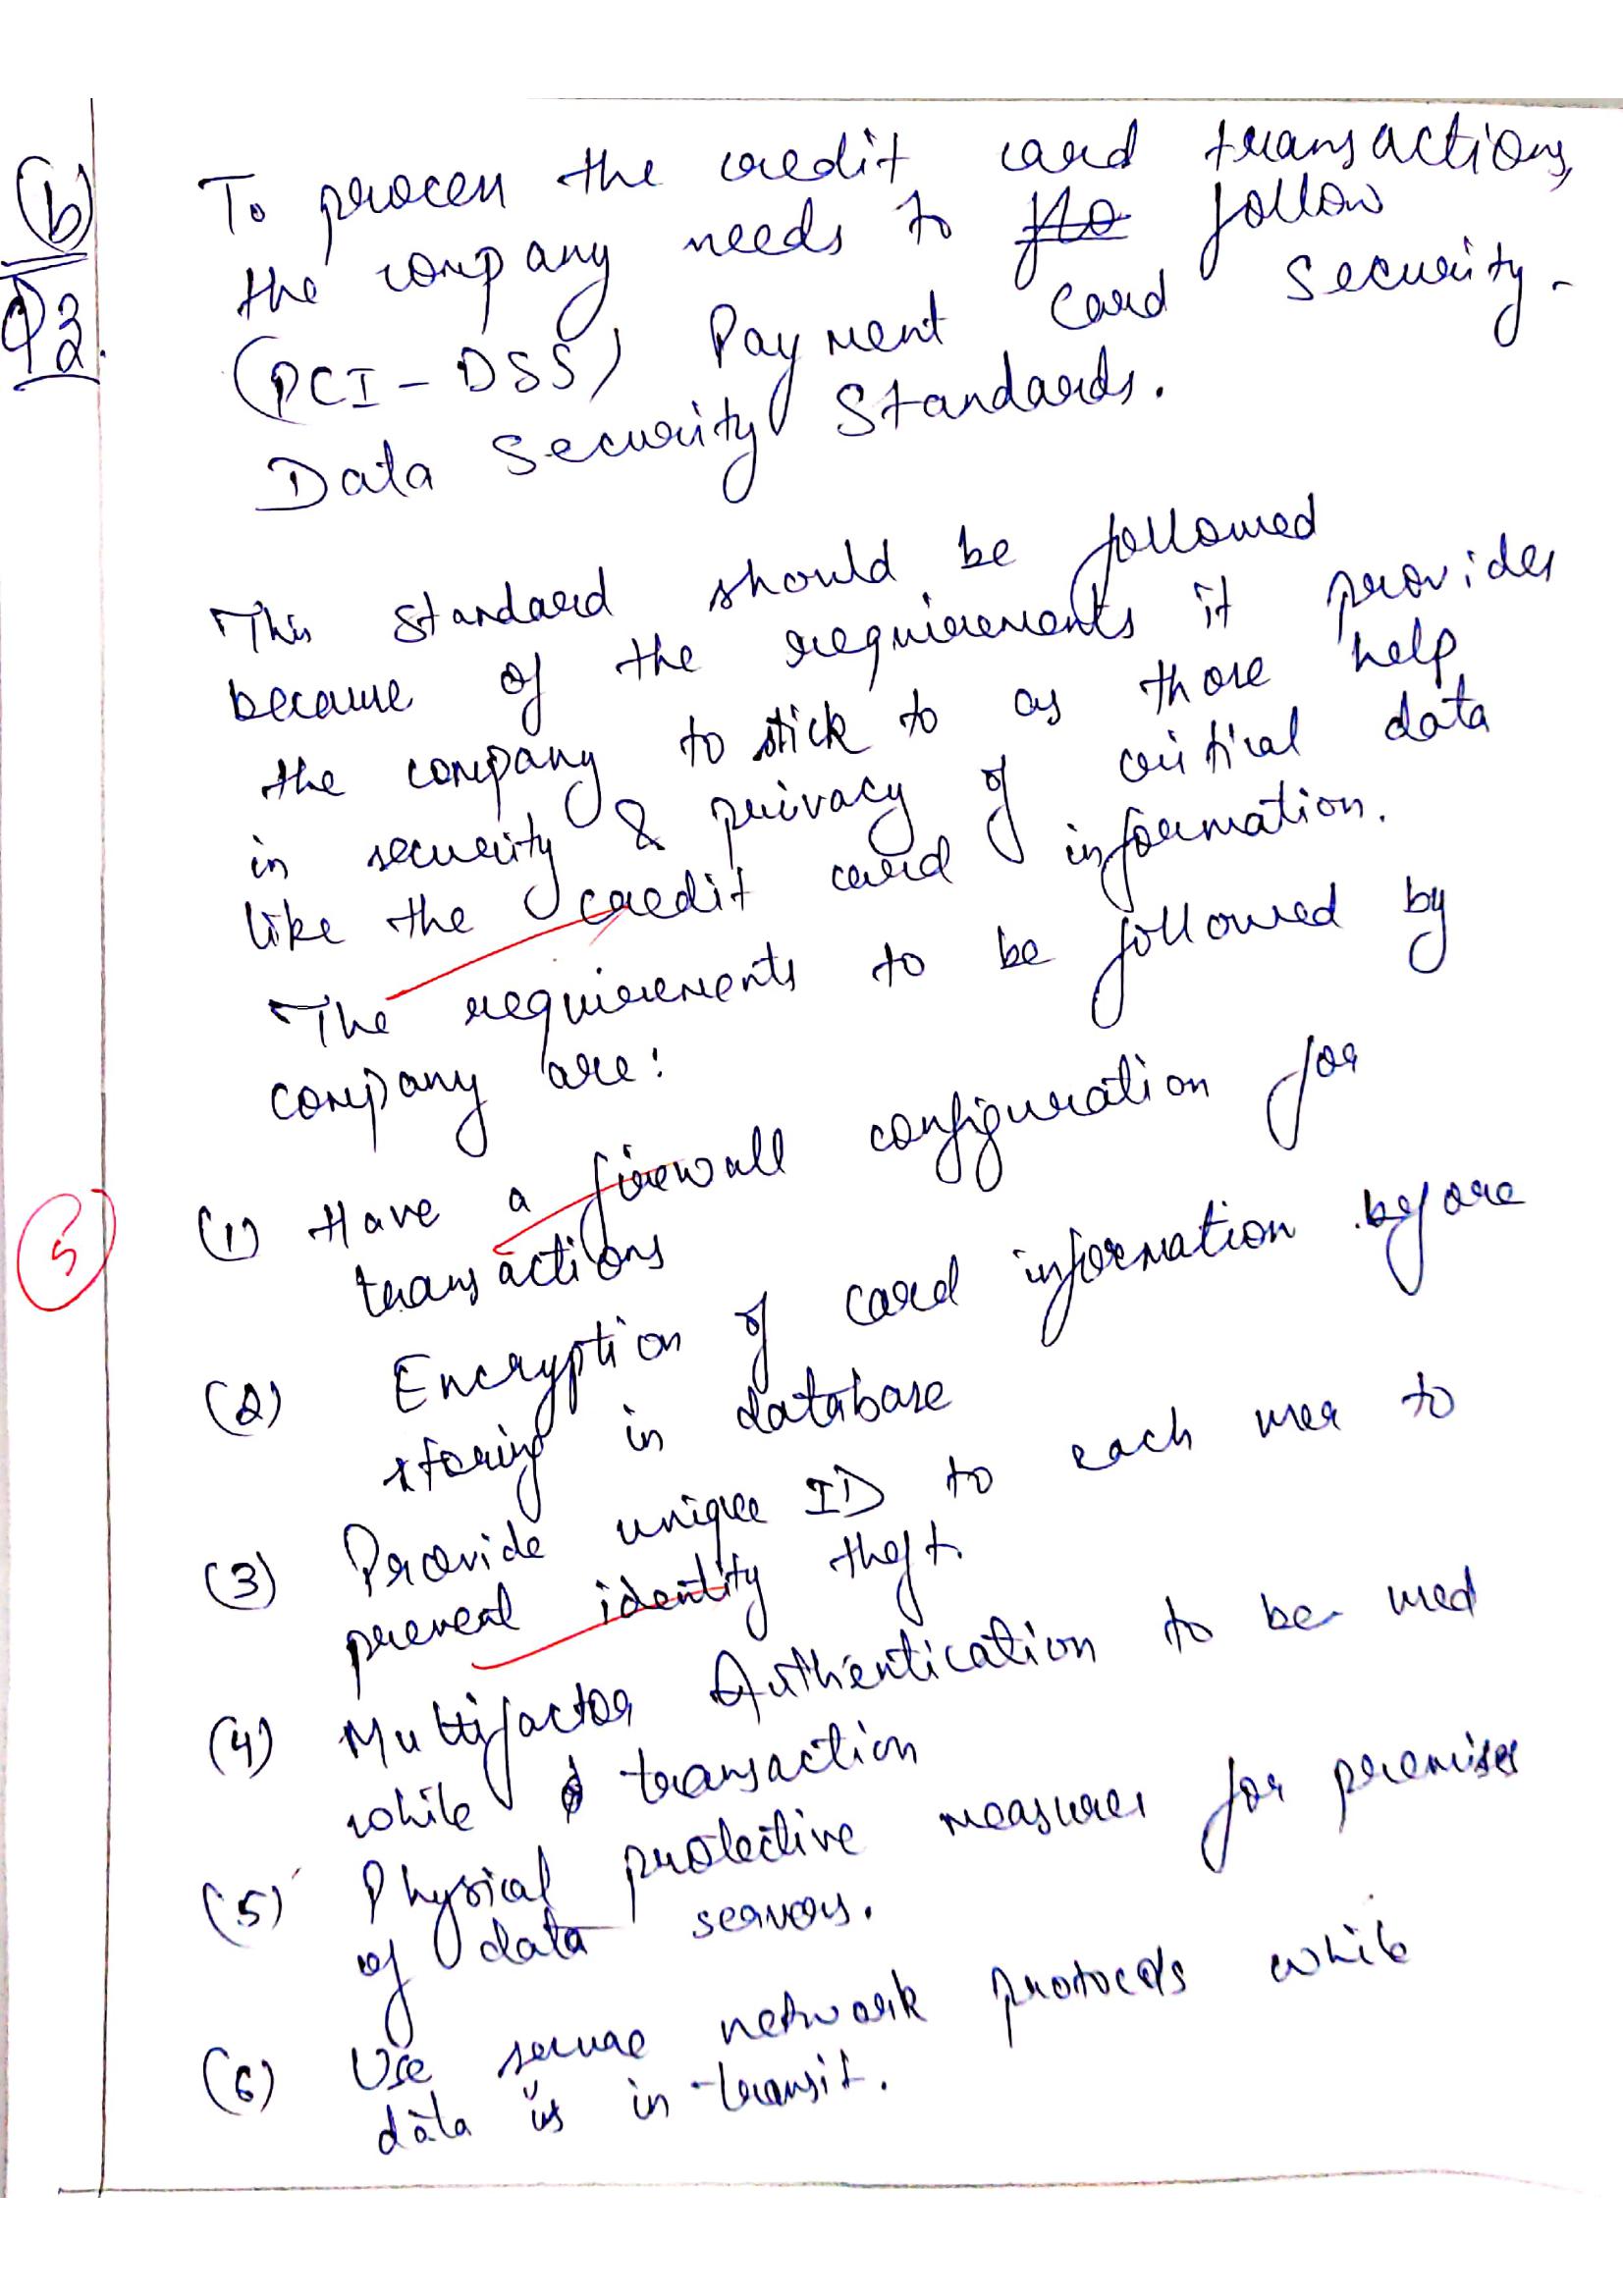 (b)
Q2.
To process the credit card transactions,
the company needs to flo follow
(PCI-DSS) Payment Card Security-
Data Security Standards.
This standard should be followed
because of the requirements it provides
the company to stick to as those help
in security & privacy of critical data
like the credit card information.
The requirements to be followed by
company are:
(1) Have a firewall configuration for
transactions
5
(2) Encryption of card information before
storing in database
(3) Provide unique ID to each user to
prevent identity theft.
(4) Multifactor Authentication to be used
while transaction
(5) Physical protective measures for premises
of data servers.
(6) Use secure network protocols while
data is in-transit.